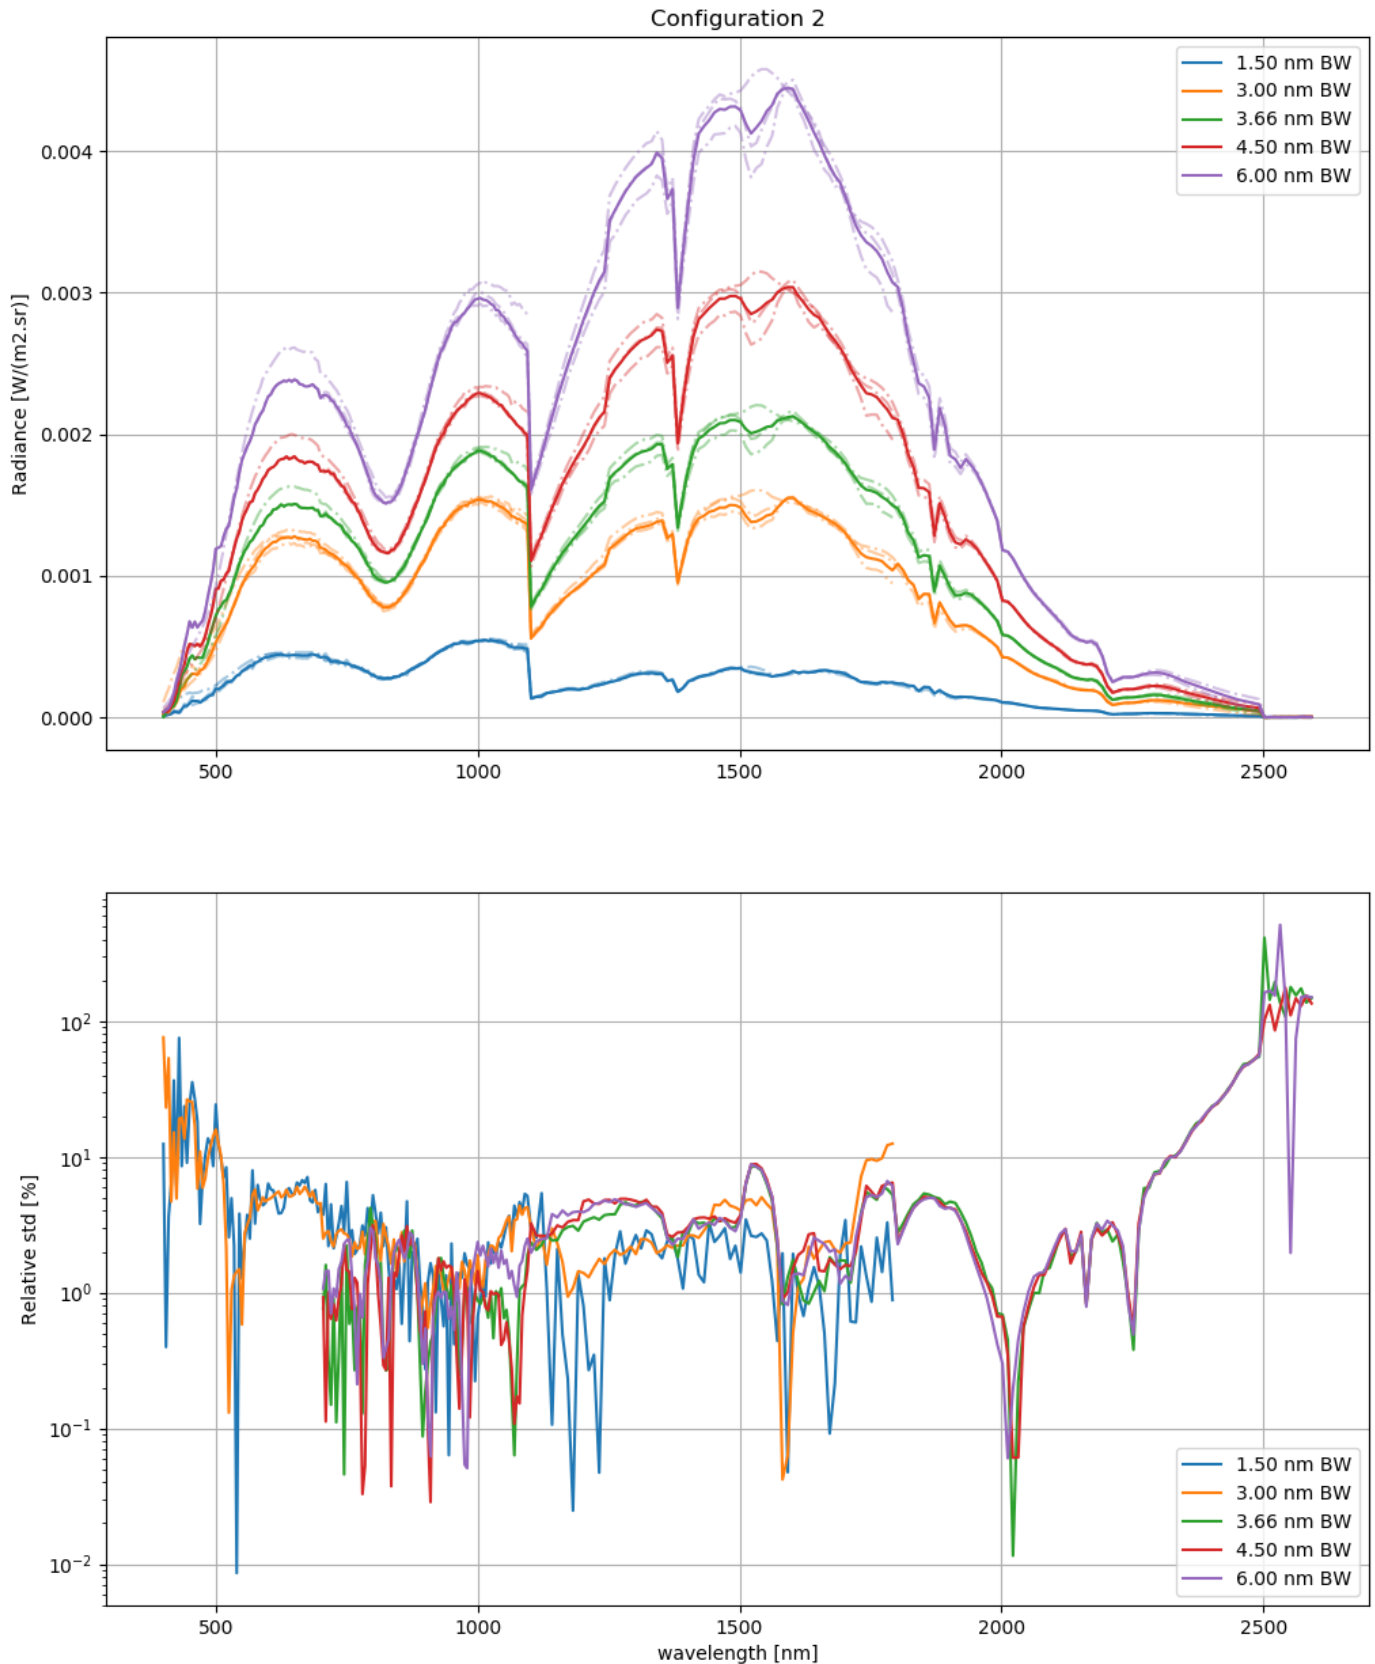 Configuration 2
1.50 nm BW
3.00 nm BW
3.66 nm BW
4.50 nm BW
6.00 nm BW
Radiance [W/(m2.sr)]
0.004
0.003
0.002
0.001
0.000
500 1000 1500 2000 2500
Relative std [%]
10²
10¹
10⁰
10⁻¹
10⁻²
1.50 nm BW
3.00 nm BW
3.66 nm BW
4.50 nm BW
6.00 nm BW
500 1000 1500 2000 2500
wavelength [nm]